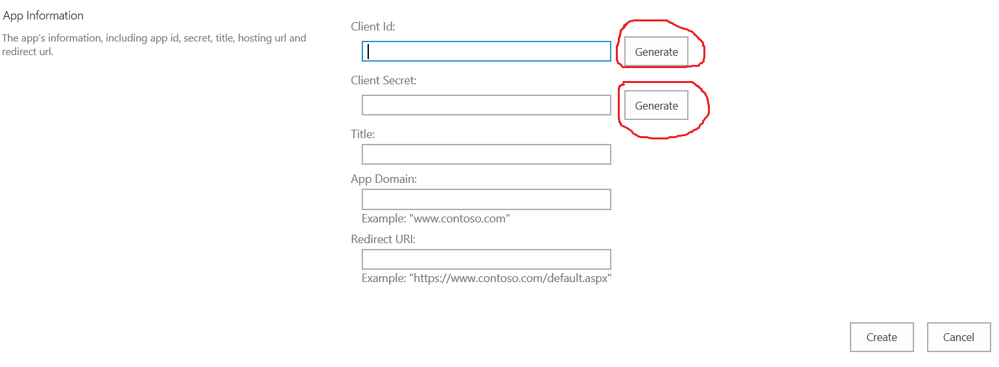 App Information
The app's information, including app id, secret, title, hosting url and
redirect url.
Client Id:
Generate
Client Secret:
Generate
Title:
App Domain:
Example: "www.contoso.com"
Redirect URI:
Example: "https://www.contoso.com/default.aspx"
Create
Cancel